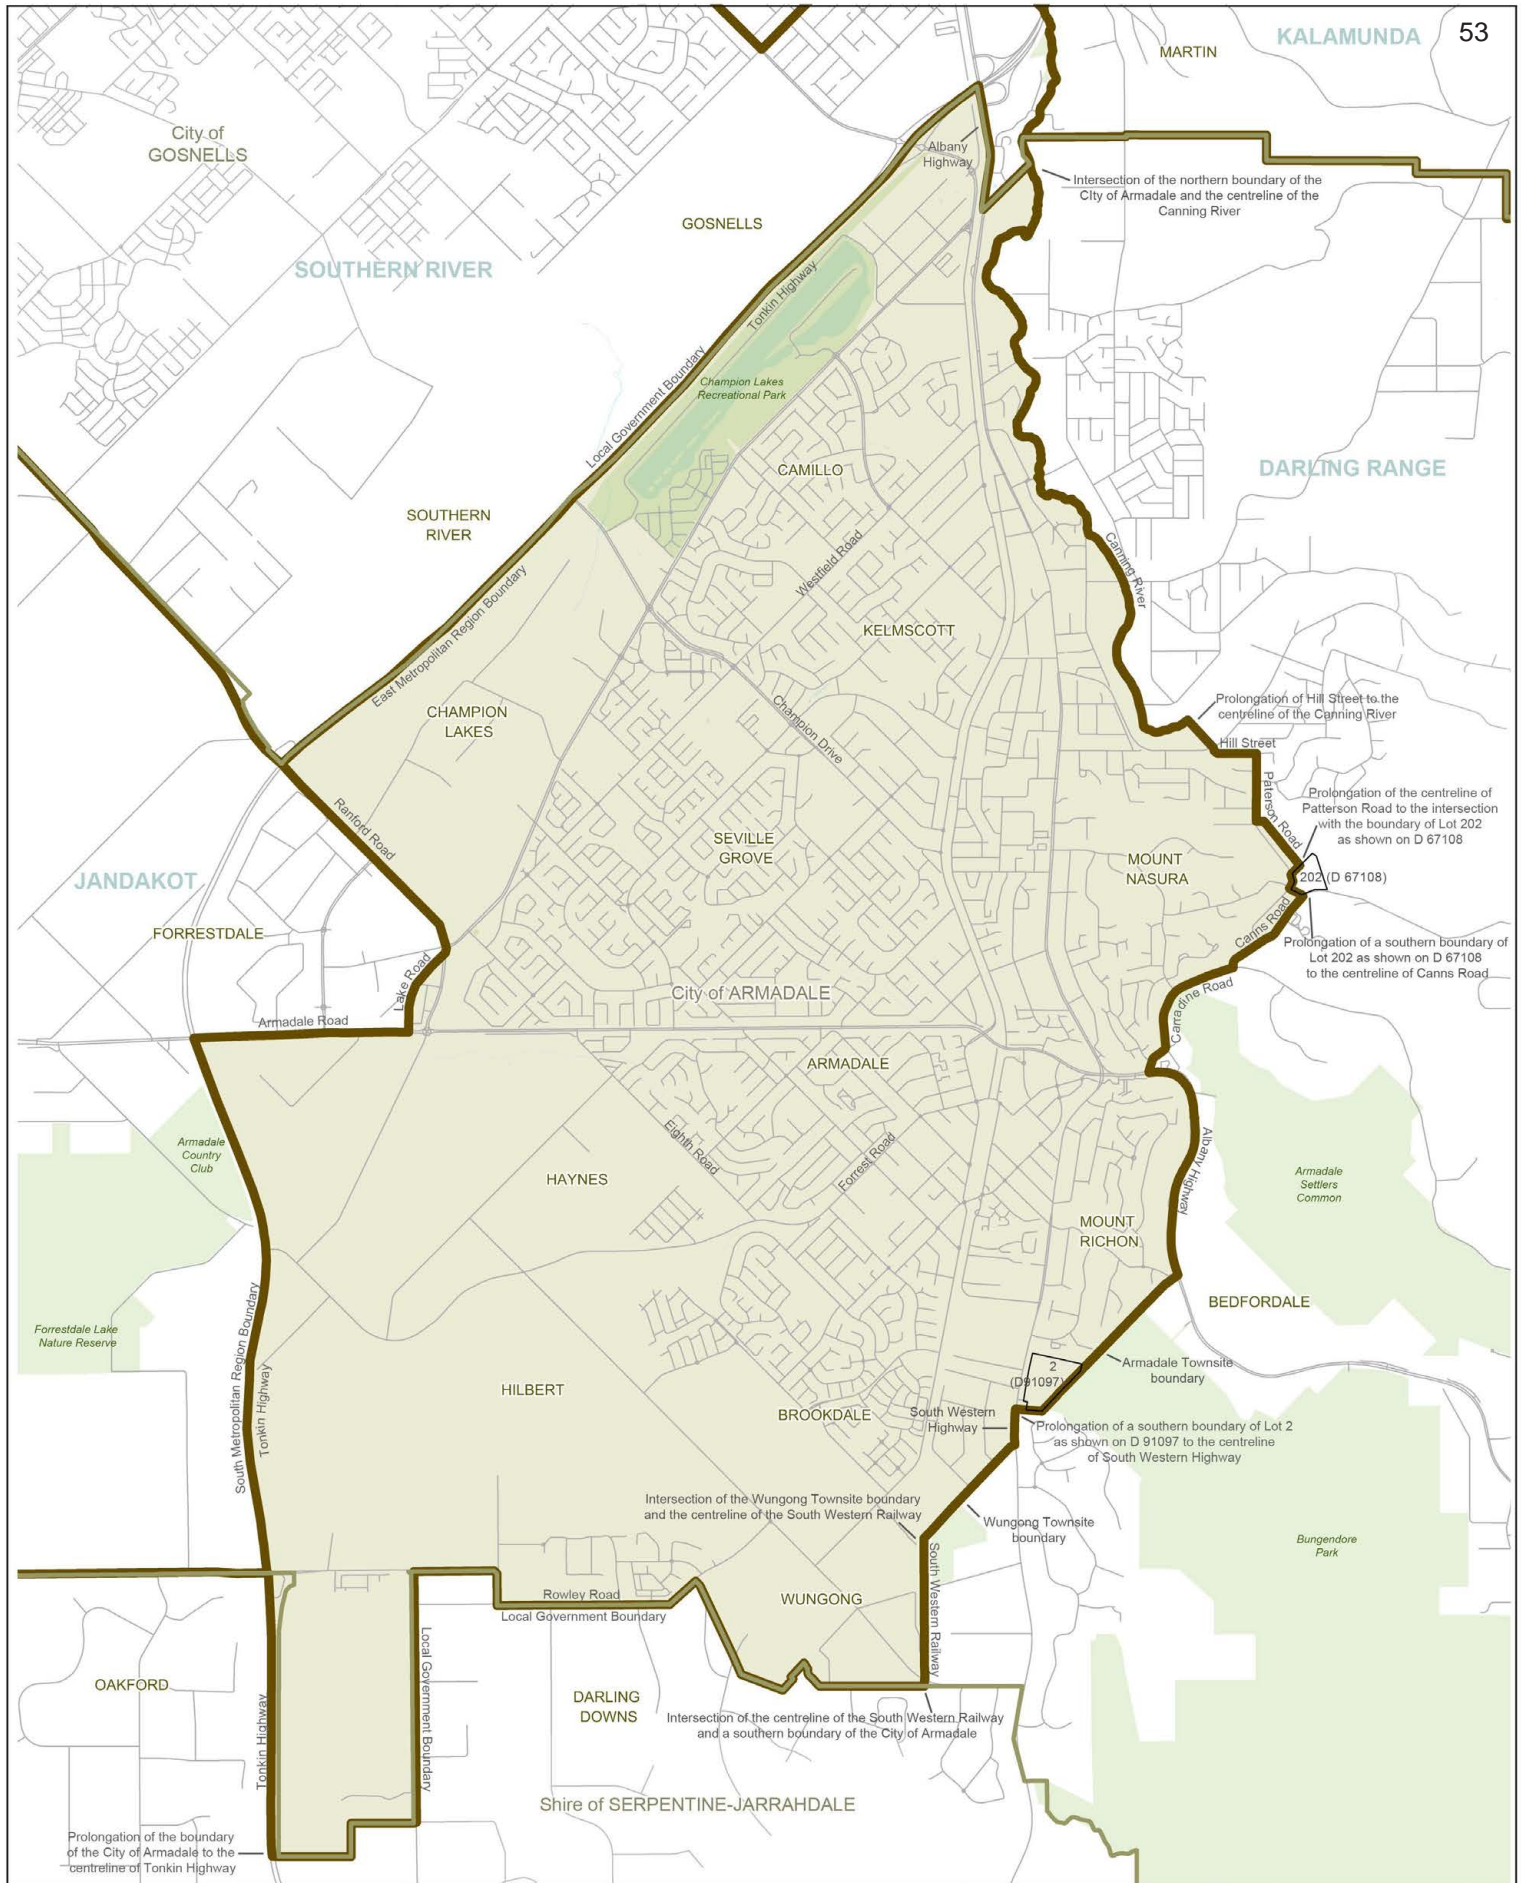 KALAMUNDA
53
MARTIN
City of
GOSNELLS
Albany
Highway
Intersection of the northern boundary of the
CIty of Armadale and the centreline of the
Canning River
GOSNELLS
SOUTHERN RIVER
Tonkin Highway
Local Government Boundary
Champion Lakes
Recreational Park
CAMILLO
DARLING RANGE
SOUTHERN
RIVER
Westfield Road
Canning River
East Metropolitan Region Boundary
KELMSCOTT
CHAMPION
LAKES
Champion Drive
Prolongation of Hill Street to the
centreline of the Canning River
Hill Street
Paterson Road
Prolongation of the centreline of
Patterson Road to the intersection
with the boundary of Lot 202
as shown on D 67108
Ranford Road
SEVILLE
GROVE
MOUNT
NASURA
202 (D 67108)
JANDAKOT
FORRESTDALE
Canns Road
Prolongation of a southern boundary of
Lot 202 as shown on D 67108
to the centreline of Canns Road
Lake Road
City of ARMADALE
Carradine Road
Armadale Road
ARMADALE
Armadale
Country
Club
Eighth Road
Forrest Road
Albany Highway
HAYNES
Armadale
Settlers
Common
MOUNT
RICHON
BEDFORDALE
Forrestdale Lake
Nature Reserve
South Metropolitan Region Boundary
Tonkin Highway
2
(D91097)
Armadale Townsite
boundary
HILBERT
BROOKDALE
South Western
Highway
Prolongation of a southern boundary of Lot 2
as shown on D 91097 to the centreline
of South Western Highway
Intersection of the Wungong Townsite boundary
and the centreline of the South Western Railway
Wungong Townsite
boundary
Bungendore
Park
South Western Railway
Rowley Road
Local Government Boundary
WUNGONG
Local Government Boundary
OAKFORD
Tonkin Highway
DARLING
DOWNS
Intersection of the centreline of the South Western Railway
and a southern boundary of the City of Armadale
Shire of SERPENTINE-JARRAHDALE
Prolongation of the boundary
of the City of Armadale to the
centreline of Tonkin Highway